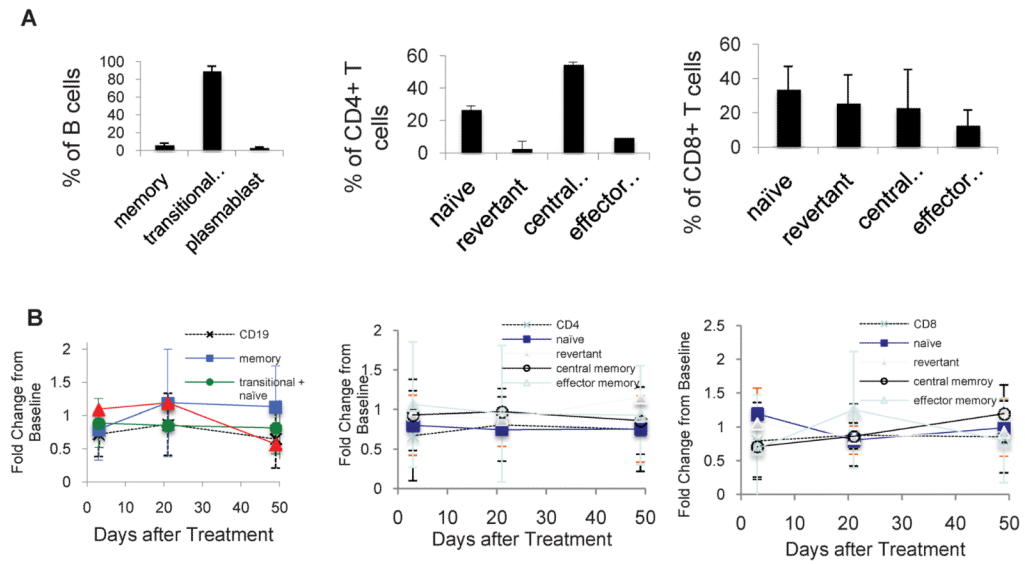 A
% of B cells
100
80
60
40
20
0
memory
transitional..
plasmablast
% of CD4+ T
cells
60
40
20
0
naïve
revertant
central..
effector..
% of CD8+ T cells
60
40
20
0
naïve
revertant
central..
effector..
B
Fold Change from
Baseline
2
1.5
1
0.5
0
0 10 20 30 40 50
Days after Treatment
CD19
memory
transitional +
naïve
Fold Change from
Baseline
2
1.5
1
0.5
0
0 10 20 30 40 50
Days after Treatment
CD4
naïve
revertant
central memory
effector memory
Fold Change from Baseline
2.5
2
1.5
1
0.5
0
0 10 20 30 40 50
Days after Treatment
CD8
naïve
revertant
central memroy
effector memory